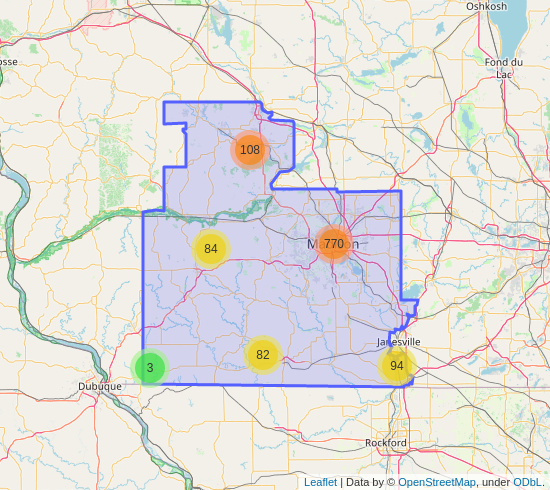 Oshkosh
osse
Fond du
Lac
108
84
770
82
Janesville
94
3
Dubuque
Rockford
Leaflet | Data by © OpenStreetMap, under ODbL.